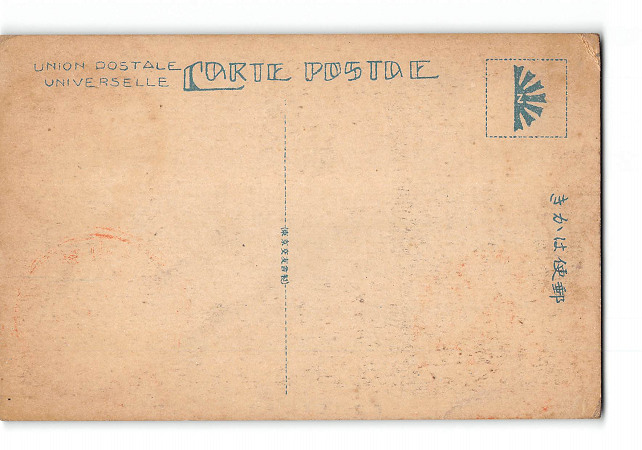 UNION POSTALE
UNIVERSELLE
CARTE POSTALE
きかは便郵